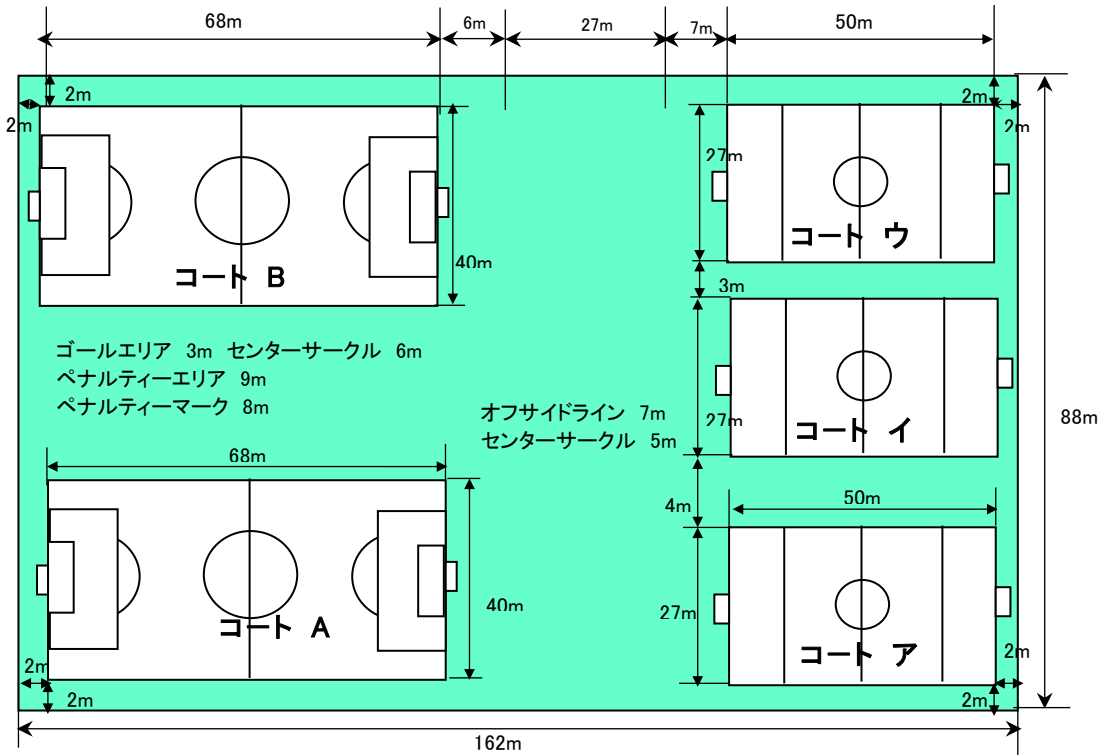 68m
6m
27m
7m
50m
2m
2m
2m
2m
27m
コート ウ
コート B
40m
3m
ゴールエリア 3m センターサークル 6m
ペナルティーエリア 9m
ペナルティーマーク 8m
オフサイドライン 7m
センターサークル 5m
27m
コート イ
88m
68m
4m
50m
40m
27m
コート A
コート ア
2m
2m
2m
2m
162m